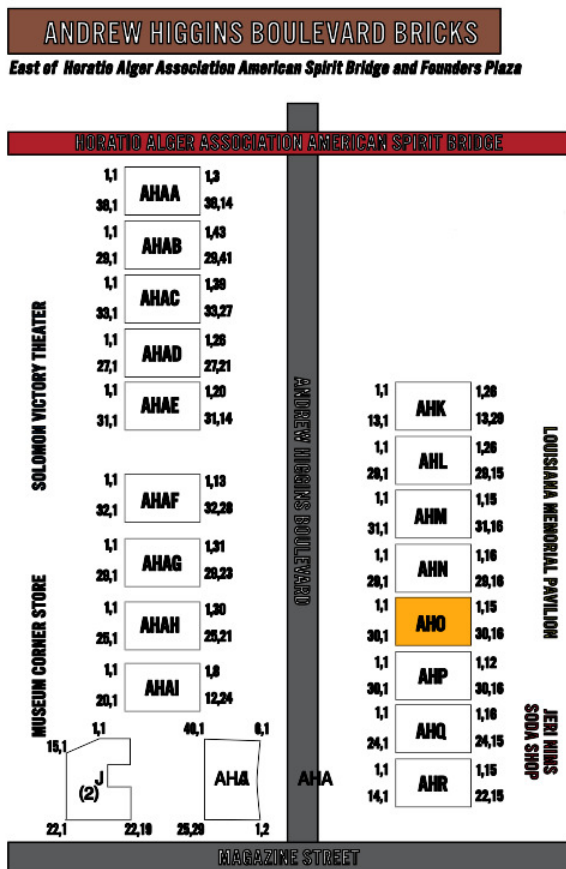 ANDREW HIGGINS BOULEVARD BRICKS
East of Horatio Alger Association American Spirit Bridge and Founders Plaza
HORATIO ALGER ASSOCIATION AMERICAN SPIRIT BRIDGE
SOLOMON VICTORY THEATER
MUSEUM CORNER STORE
1,1 AHAA 1,3
38,1 38,14
1,1 AHAB 1,43
29,1 29,41
1,1 AHAC 1,39
33,1 33,27
1,1 AHAD 1,26
27,1 27,21
1,1 AHAE 1,20
31,1 31,14
1,1 AHAF 1,13
32,1 32,28
1,1 AHAG 1,31
29,1 29,23
1,1 AHAH 1,30
25,1 25,21
1,1 AHAI 1,8
20,1 12,24
1,1
15,1
J
(2)
22,1 22,19
40,1 6,1
25,29 1,2
ANDREW HIGGINS BOULEVARD
AHA
1,1 AHK 1,26
13,1 13,29
1,1 AHL 1,26
29,1 29,15
1,1 AHM 1,15
31,1 31,16
1,1 AHN 1,16
29,1 29,16
1,1 AHO 1,15
30,1 30,16
1,1 AHP 1,12
30,1 30,16
1,1 AHQ 1,16
24,1 24,15
1,1 AHR 1,15
14,1 22,15
LOUISIANA MEMORIAL PAVILION
JERI NIMS
SODA SHOP
MAGAZINE STREET